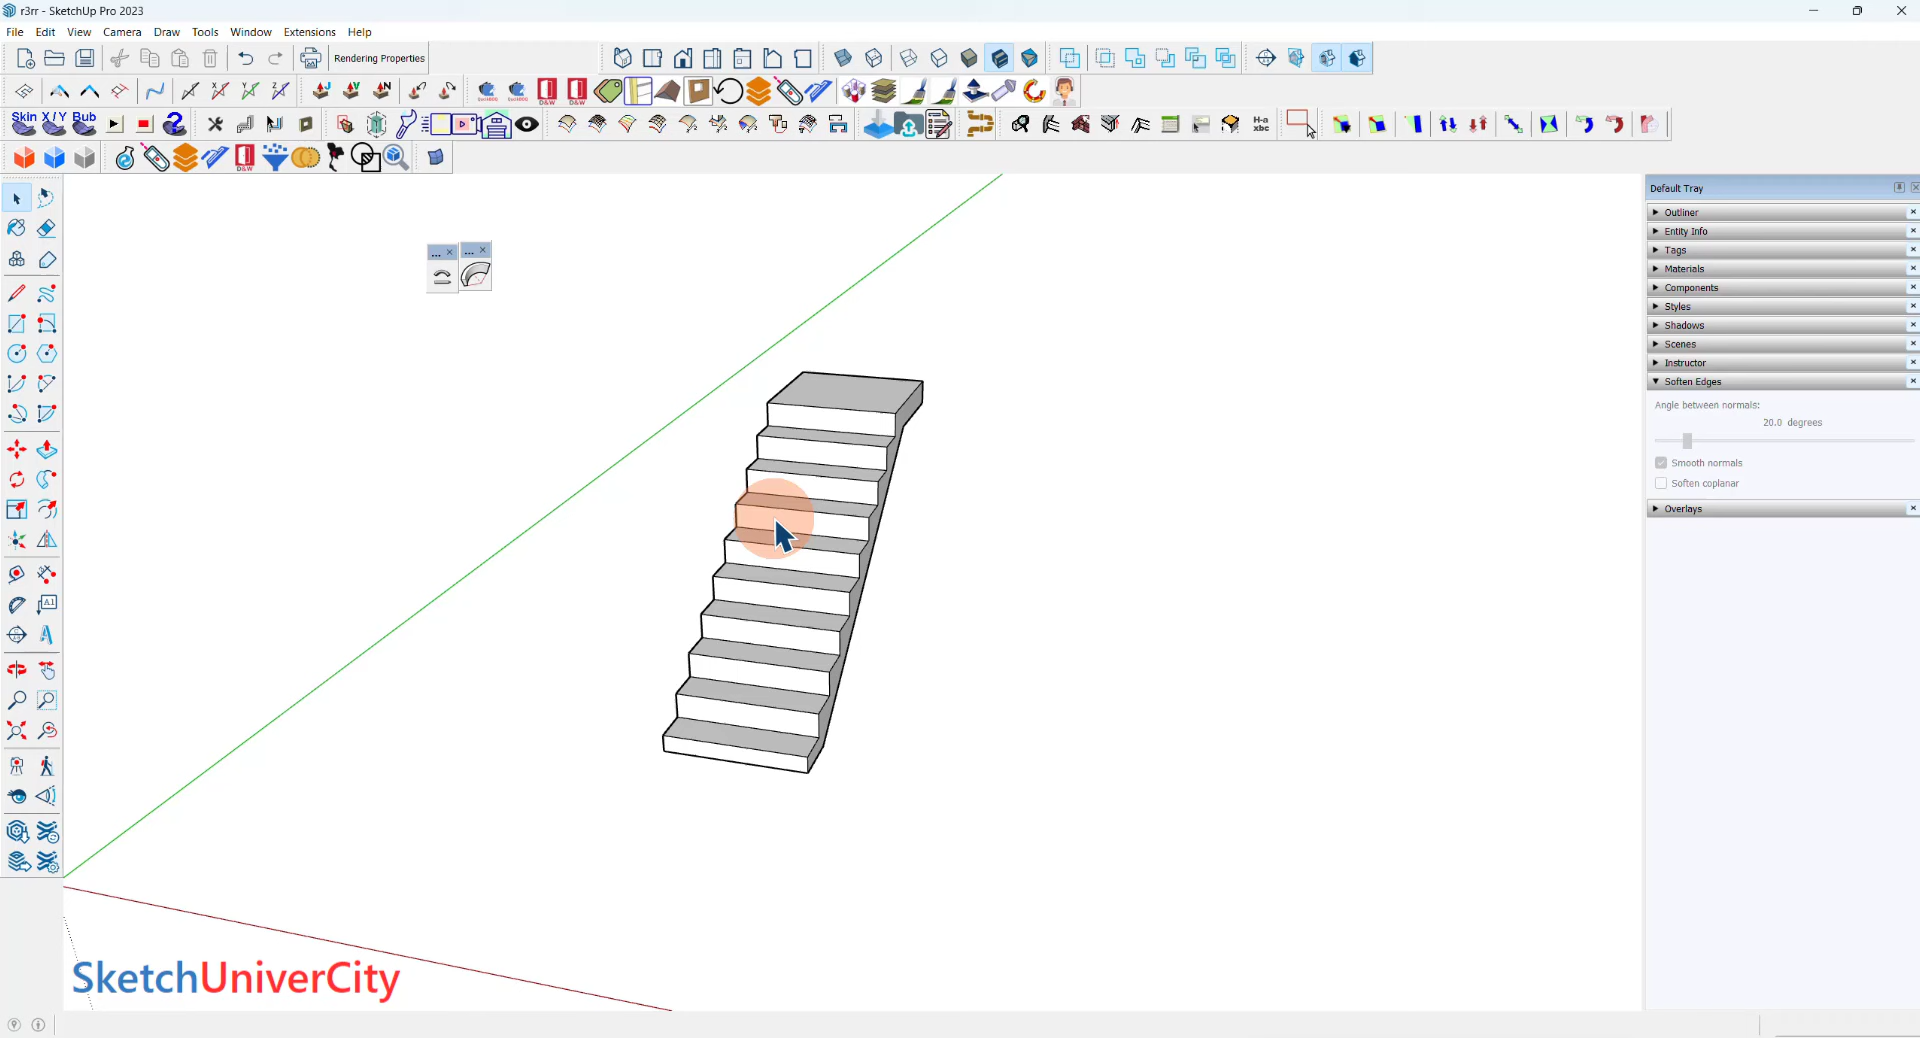 r3rr - SketchUp Pro 2023
File Edit View Camera Draw Tools Window Extensions Help
Rendering Properties
D&W D&W
Skin X/Y Bub
H-a
xbc
D&W
... ...
A1
Default Tray
Outliner
Entity Info
Tags
Materials
Components
Styles
Shadows
Scenes
Instructor
Soften Edges
Angle between normals:
20.0 degrees
Smooth normals
Soften coplanar
Overlays
SketchUniverCity